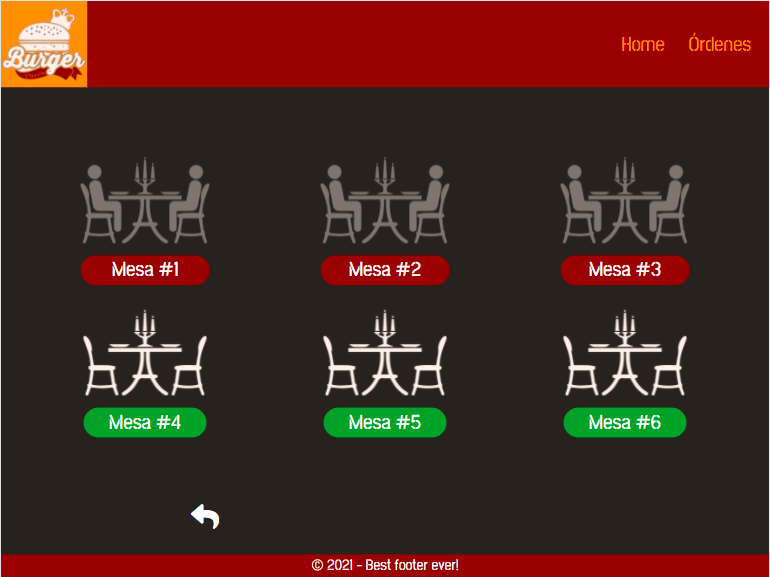 Burger
Home Órdenes
Mesa #1 Mesa #2 Mesa #3
Mesa #4 Mesa #5 Mesa #6
© 2021 - Best footer ever!